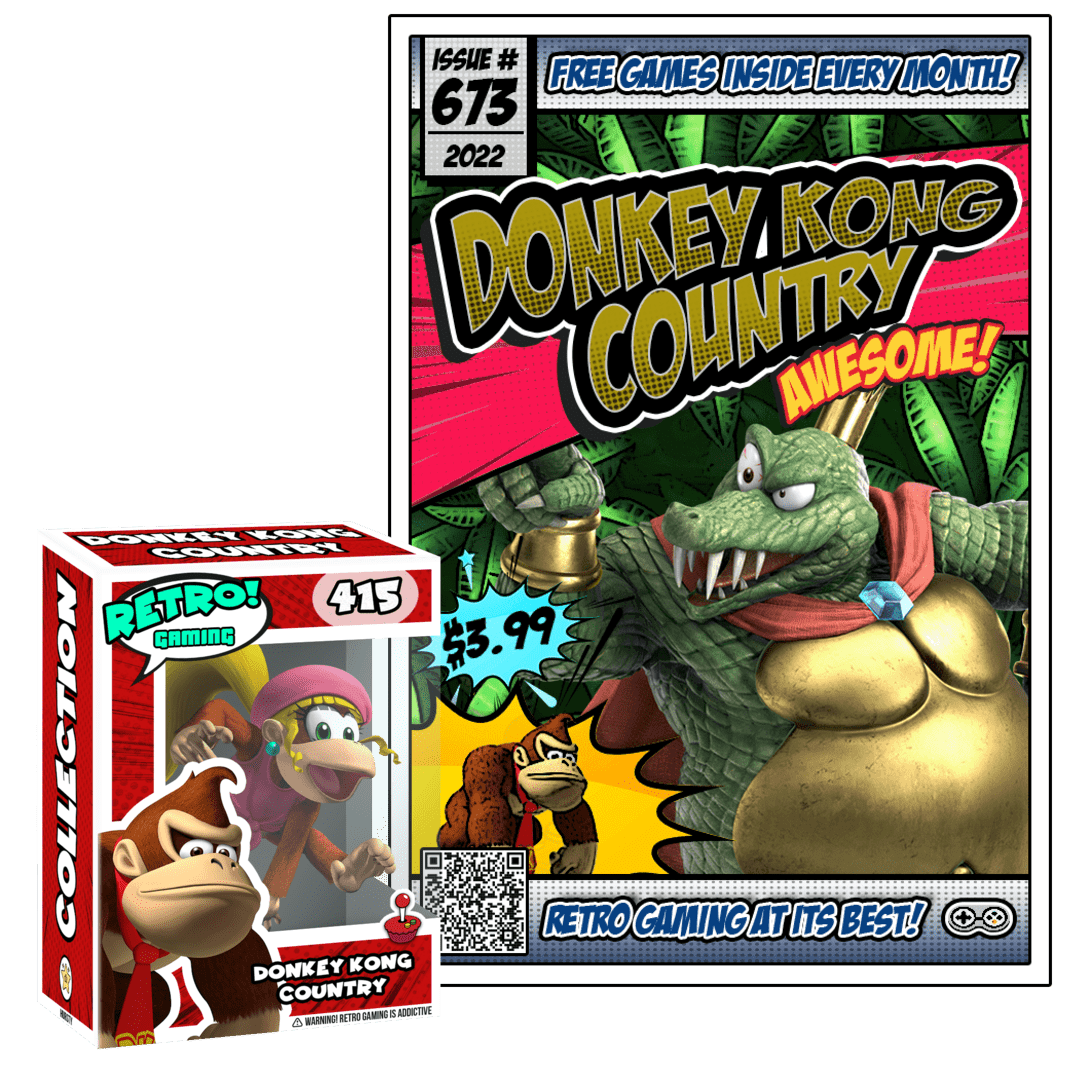 ISSUE #
673
2022
FREE GAMES INSIDE EVERY MONTH!
DONKEY KONG
COUNTRY
AWESOME!
$3.99
RETRO GAMING AT ITS BEST!
DONKEY KONG
COUNTRY
COLLECTION
RETRO!
GAMING
415
DONKEY KONG
COUNTRY
WARNING! RETRO GAMING IS ADDICTIVE